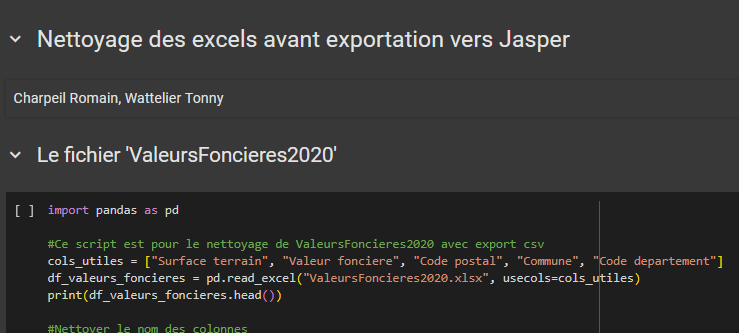 Nettoyage des excels avant exportation vers Jasper
Charpeil Romain, Wattelier Tonny
Le fichier 'ValeursFoncieres2020'
[ ] import pandas as pd
#Ce script est pour le nettoyage de ValeursFoncieres2020 avec export csv
cols_utiles = ["Surface terrain", "Valeur fonciere", "Code postal", "Commune", "Code departement"]
df_valeurs_foncieres = pd.read_excel("ValeursFoncieres2020.xlsx", usecols=cols_utiles)
print(df_valeurs_foncieres.head())
#Nettoyer le nom des colonnes